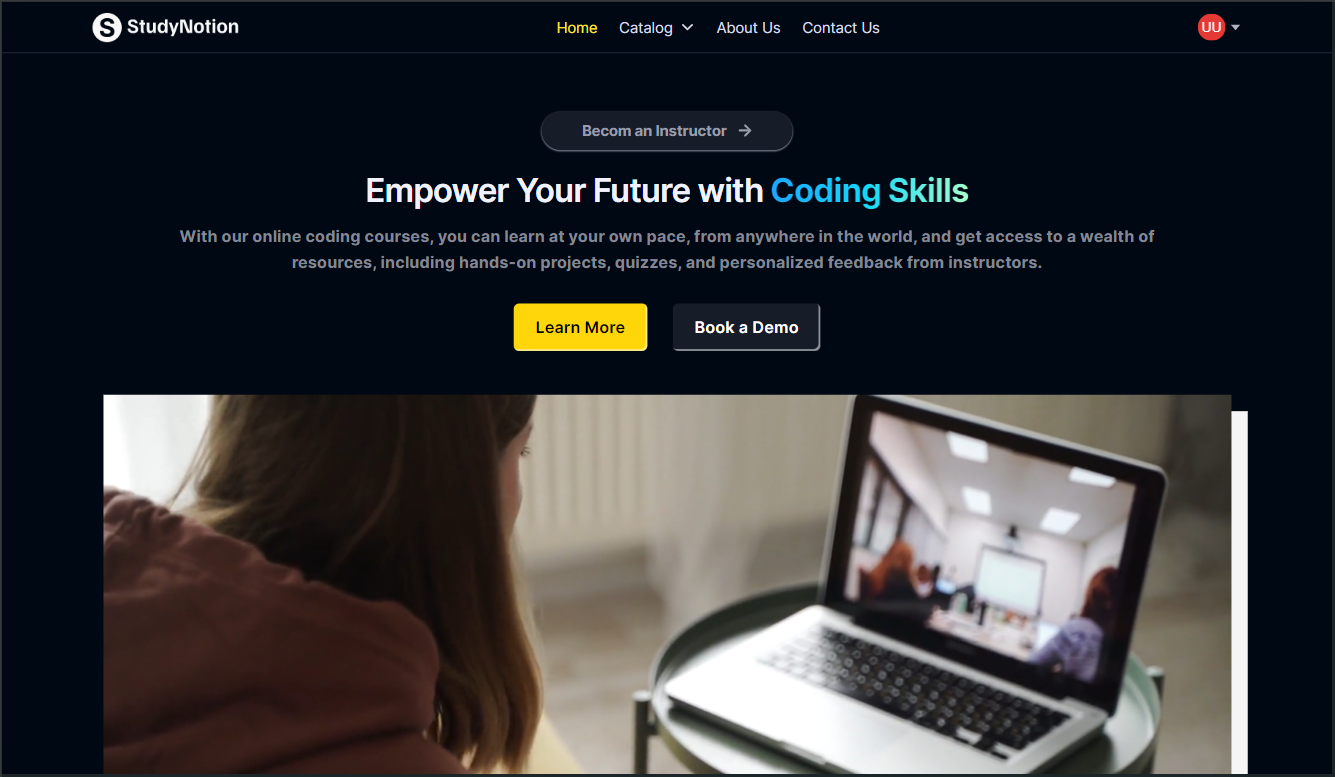 StudyNotion
Home Catalog About Us Contact Us
UU
Becom an Instructor
Empower Your Future with Coding Skills
With our online coding courses, you can learn at your own pace, from anywhere in the world, and get access to a wealth of
resources, including hands-on projects, quizzes, and personalized feedback from instructors.
Learn More
Book a Demo